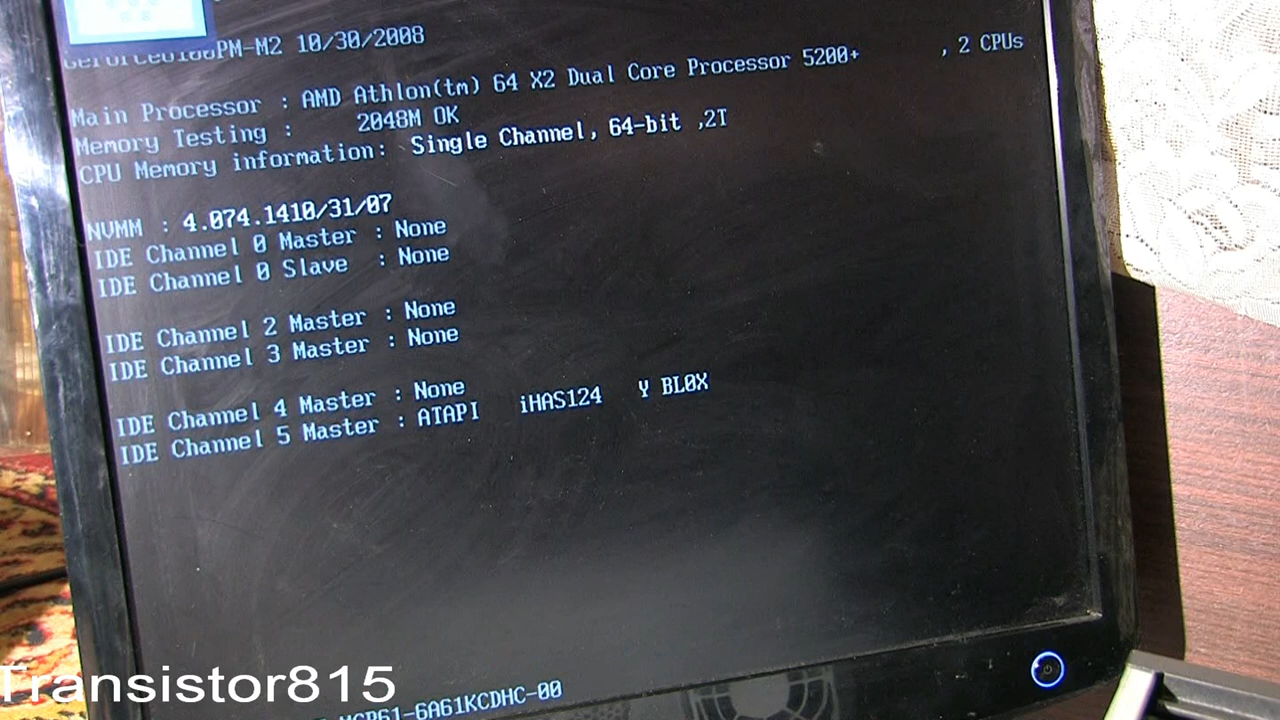 GeForce6100PM-M2 10/30/2008
Main Processor : AMD Athlon(tm) 64 X2 Dual Core Processor 5200+ , 2 CPUs
Memory Testing : 2048M OK
CPU Memory information: Single Channel, 64-bit ,2T
NVMM : 4.074.1410/31/07
IDE Channel 0 Master : None
IDE Channel 0 Slave : None
IDE Channel 2 Master : None
IDE Channel 3 Master : None
IDE Channel 4 Master : None
IDE Channel 5 Master : ATAPI iHAS124 Y BL0X
Transistor815
MCP61-6A61KCDHC-00